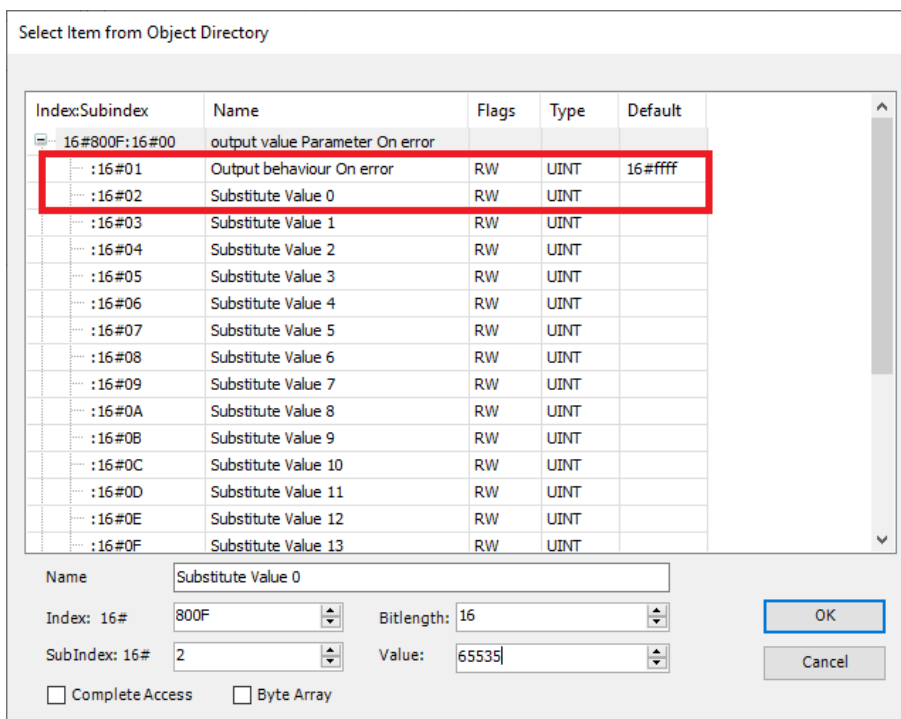 Select Item from Object Directory
Index:Subindex Name Flags Type Default
16#800F:16#00 output value Parameter On error
:16#01 Output behaviour On error RW UINT 16#ffff
:16#02 Substitute Value 0 RW UINT
:16#03 Substitute Value 1 RW UINT
:16#04 Substitute Value 2 RW UINT
:16#05 Substitute Value 3 RW UINT
:16#06 Substitute Value 4 RW UINT
:16#07 Substitute Value 5 RW UINT
:16#08 Substitute Value 6 RW UINT
:16#09 Substitute Value 7 RW UINT
:16#0A Substitute Value 8 RW UINT
:16#0B Substitute Value 9 RW UINT
:16#0C Substitute Value 10 RW UINT
:16#0D Substitute Value 11 RW UINT
:16#0E Substitute Value 12 RW UINT
:16#0F Substitute Value 13 RW UINT
Name Substitute Value 0
Index: 16# 800F Bitlength: 16 OK
SubIndex: 16# 2 Value: 65535 Cancel
Complete Access Byte Array